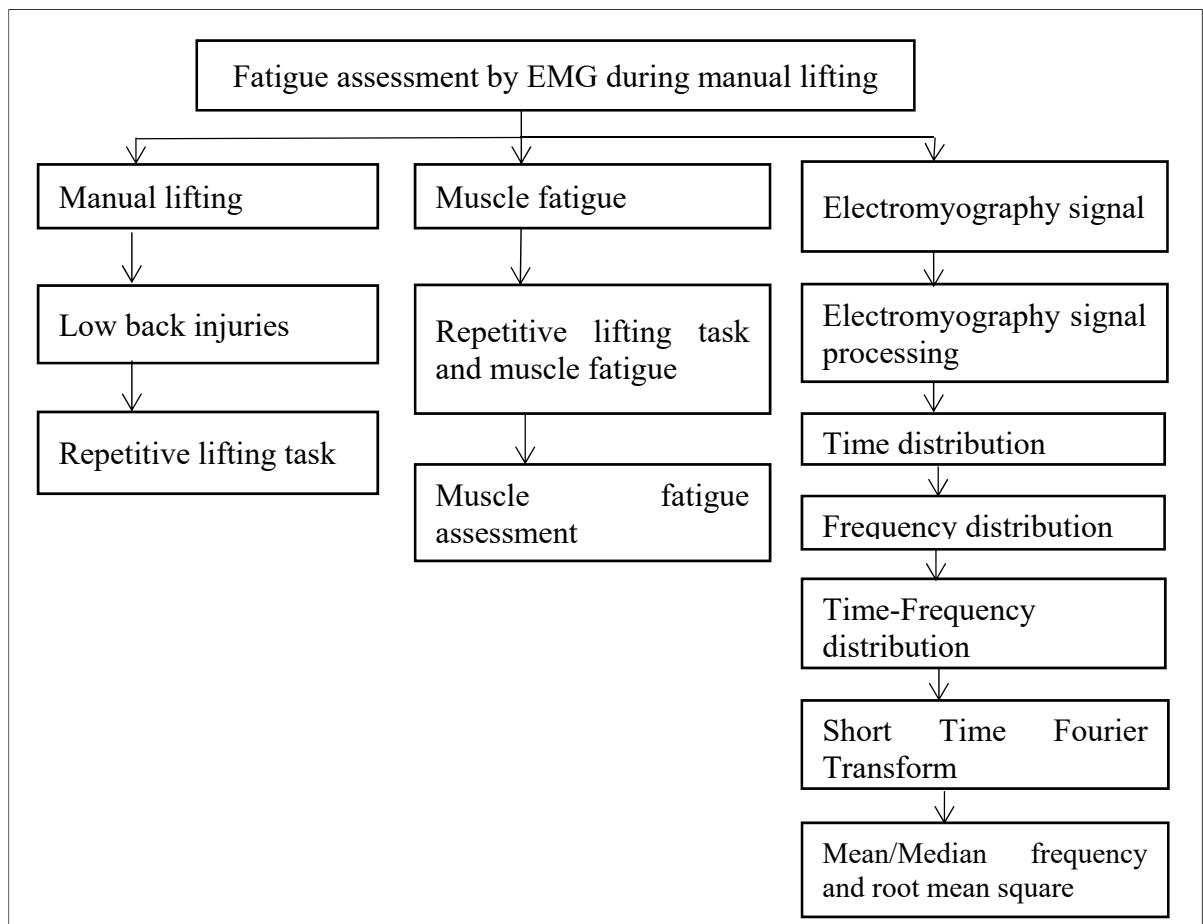 Fatigue assessment by EMG during manual lifting
Manual lifting
Low back injuries
Repetitive lifting task
Muscle fatigue
Repetitive lifting task
and muscle fatigue
Muscle fatigue
assessment
Electromyography signal
Electromyography signal
processing
Time distribution
Frequency distribution
Time-Frequency
distribution
Short Time Fourier
Transform
Mean/Median frequency
and root mean square